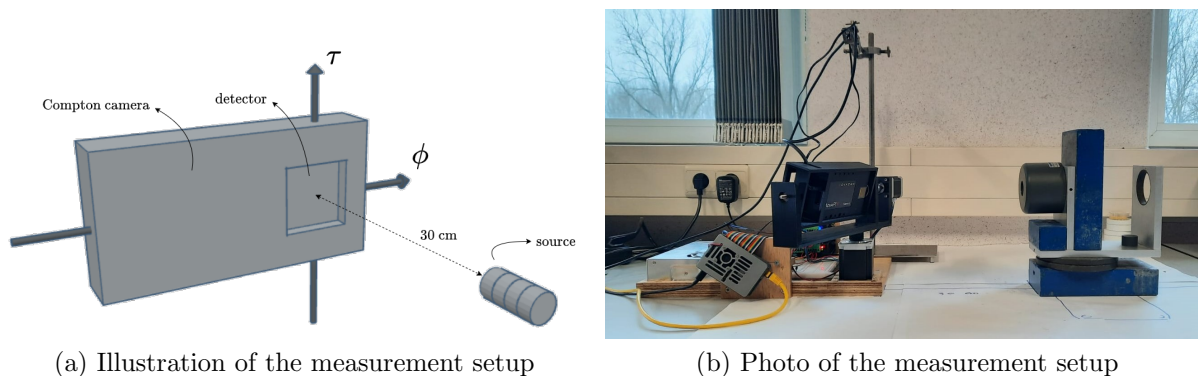 τ
Compton camera
detector
ϕ
30 cm
source
(a) Illustration of the measurement setup
(b) Photo of the measurement setup